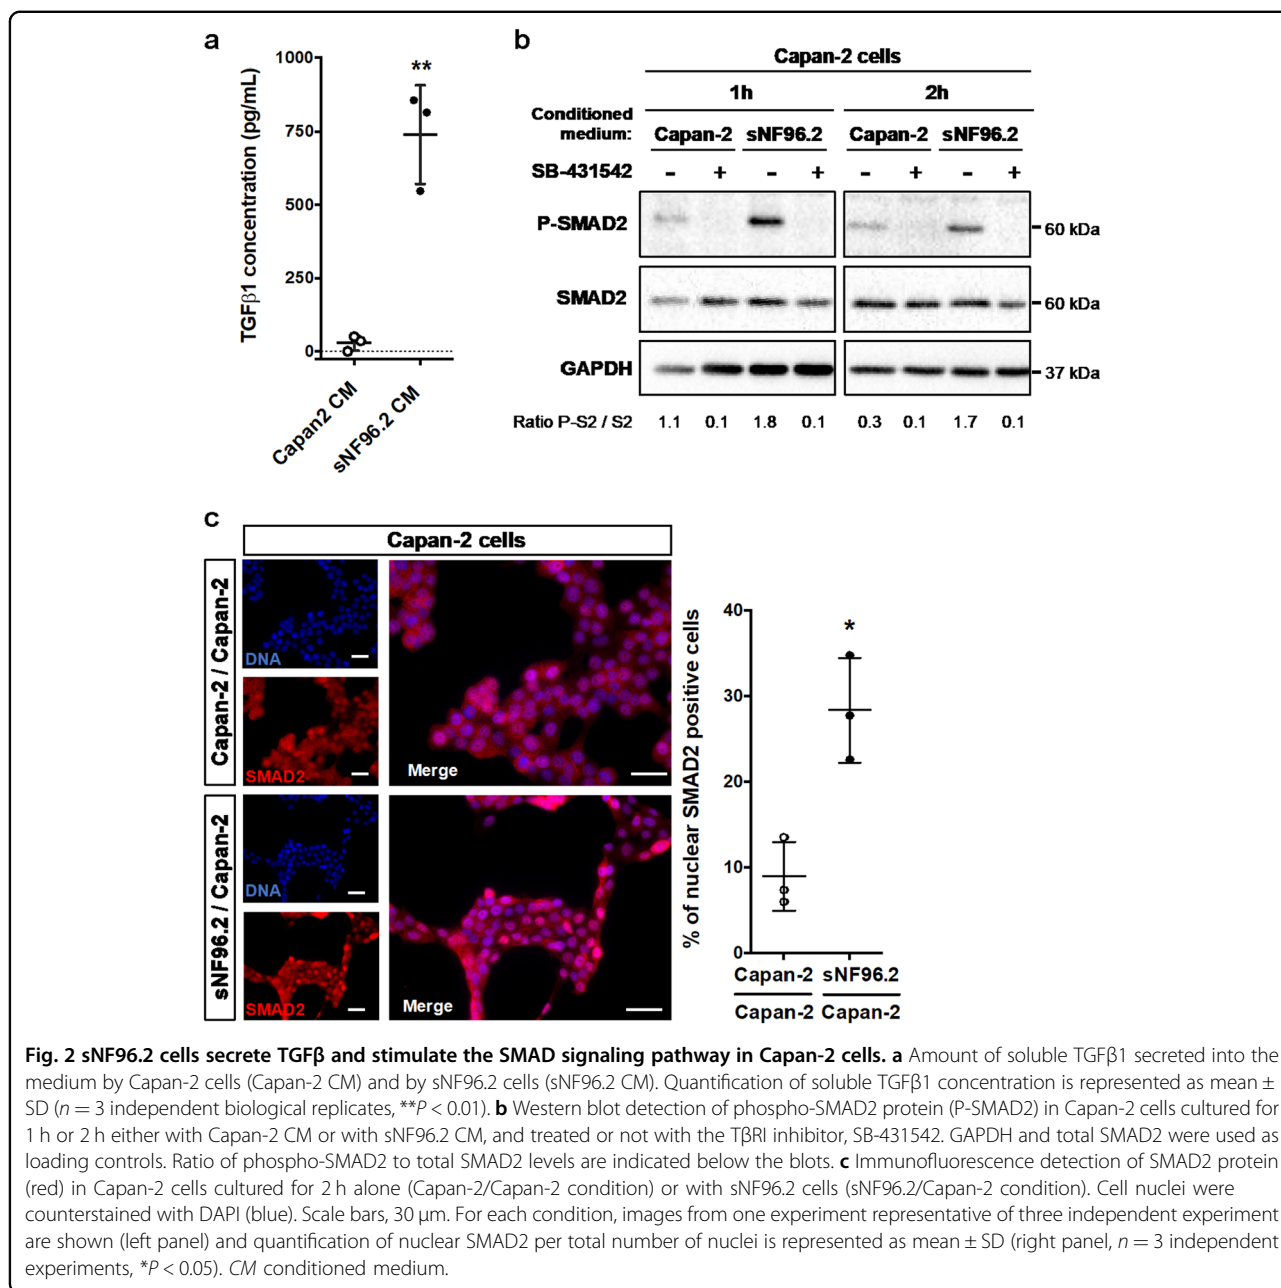 a
TGFβ1 concentration (pg/mL)
1000
750
500
250
0
**
Capan2 CM
sNF96.2 CM
b
Capan-2 cells
1h 2h
Conditioned
medium: Capan-2 sNF96.2 Capan-2 sNF96.2
SB-431542 - + - + - + - +
P-SMAD2 60 kDa
SMAD2 60 kDa
GAPDH 37 kDa
Ratio P-S2 / S2 1.1 0.1 1.8 0.1 0.3 0.1 1.7 0.1
c
Capan-2 cells
Capan-2 / Capan-2
DNA
SMAD2
Merge
sNF96.2 / Capan-2
DNA
SMAD2
Merge
% of nuclear SMAD2 positive cells
40
30
20
10
0
*
Capan-2 sNF96.2
Capan-2 Capan-2
Fig. 2 sNF96.2 cells secrete TGFβ and stimulate the SMAD signaling pathway in Capan-2 cells. a Amount of soluble TGFβ1 secreted into the
medium by Capan-2 cells (Capan-2 CM) and by sNF96.2 cells (sNF96.2 CM). Quantification of soluble TGFβ1 concentration is represented as mean ±
SD (n = 3 independent biological replicates, **P < 0.01). b Western blot detection of phospho-SMAD2 protein (P-SMAD2) in Capan-2 cells cultured for
1 h or 2 h either with Capan-2 CM or with sNF96.2 CM, and treated or not with the TβRI inhibitor, SB-431542. GAPDH and total SMAD2 were used as
loading controls. Ratio of phospho-SMAD2 to total SMAD2 levels are indicated below the blots. c Immunofluorescence detection of SMAD2 protein
(red) in Capan-2 cells cultured for 2 h alone (Capan-2/Capan-2 condition) or with sNF96.2 cells (sNF96.2/Capan-2 condition). Cell nuclei were
counterstained with DAPI (blue). Scale bars, 30 μm. For each condition, images from one experiment representative of three independent experiment
are shown (left panel) and quantification of nuclear SMAD2 per total number of nuclei is represented as mean ± SD (right panel, n = 3 independent
experiments, *P < 0.05). CM conditioned medium.